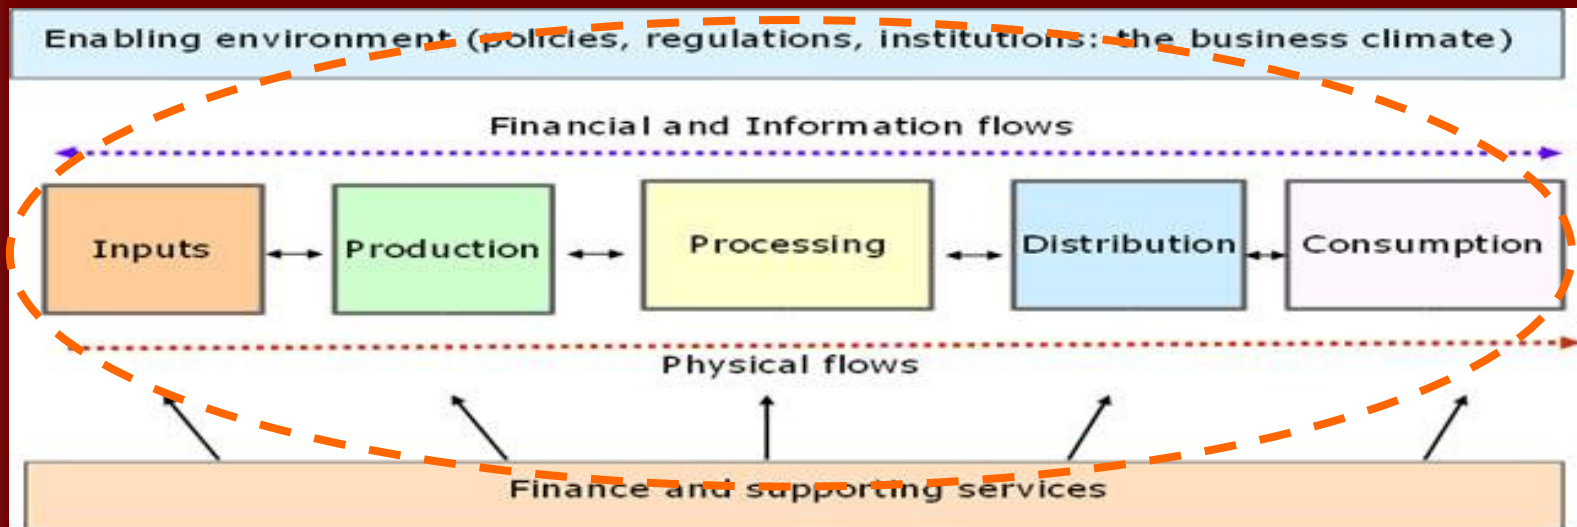 Enabling environment (policies, regulations, institutions: the business climate)
Financial and Information flows
Inputs
Production
Processing
Distribution
Consumption
Physical flows
Finance and supporting services